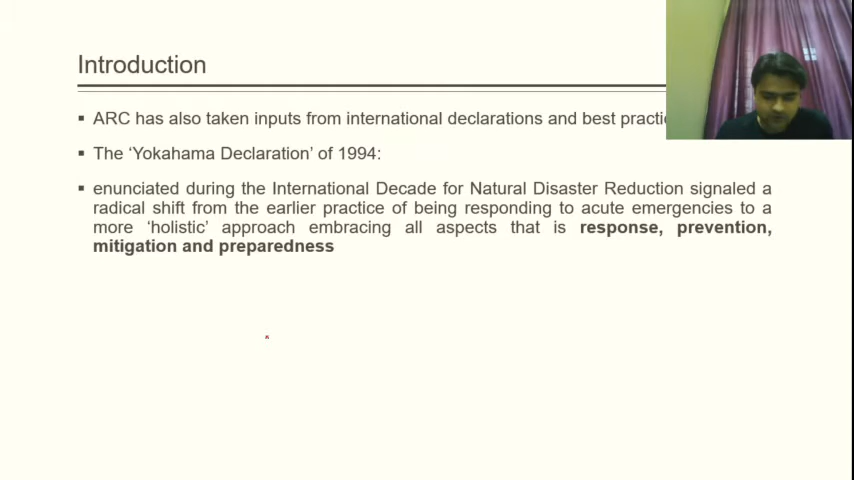 Introduction
▪ ARC has also taken inputs from international declarations and best
▪ The ‘Yokahama Declaration’ of 1994:
▪ enunciated during the International Decade for Natural Disaster Reduction signaled a
radical shift from the earlier practice of being responding to acute emergencies to a
more ‘holistic’ approach embracing all aspects that is response, prevention,
mitigation and preparedness